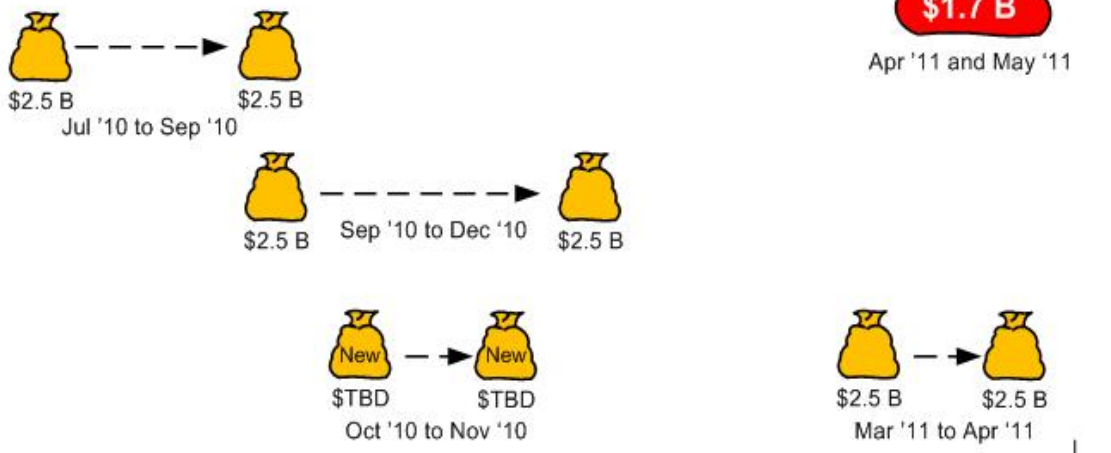 $1.7 B
Apr '11 and May '11
$2.5 B
$2.5 B
Jul '10 to Sep '10
$2.5 B
Sep '10 to Dec '10
$2.5 B
New
New
$TBD
$TBD
Oct '10 to Nov '10
$2.5 B
$2.5 B
Mar '11 to Apr '11